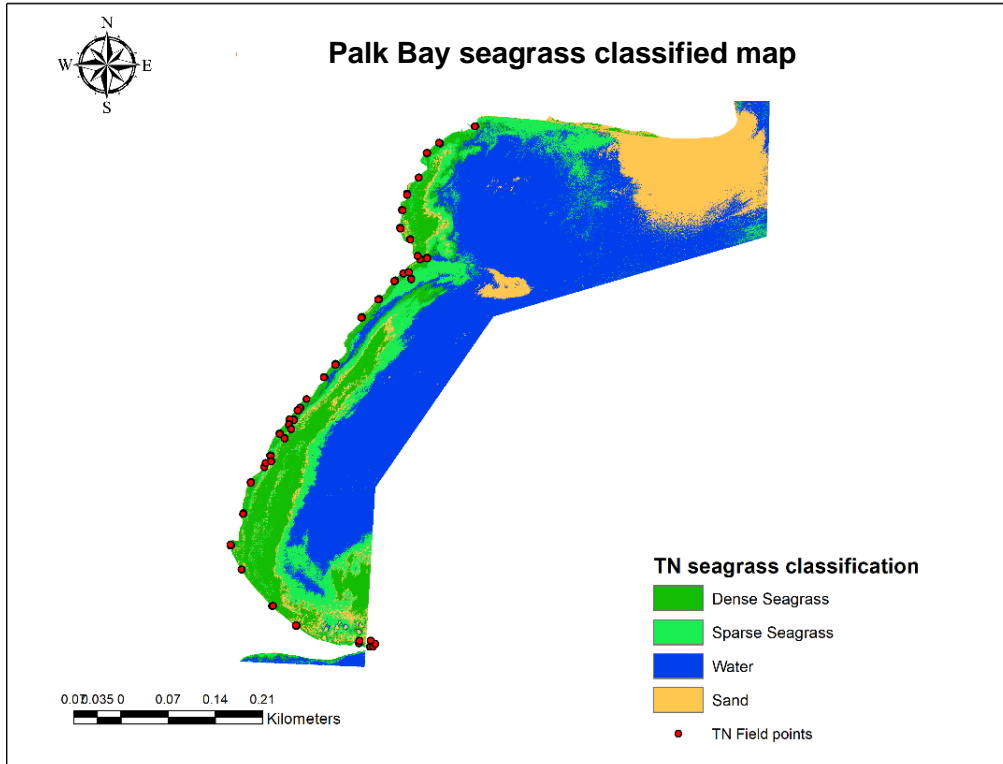 N
Palk Bay seagrass classified map
W E
S
TN seagrass classification
Dense Seagrass
Sparse Seagrass
Water
Sand
TN Field points
0.07 0.035 0 0.07 0.14 0.21
Kilometers